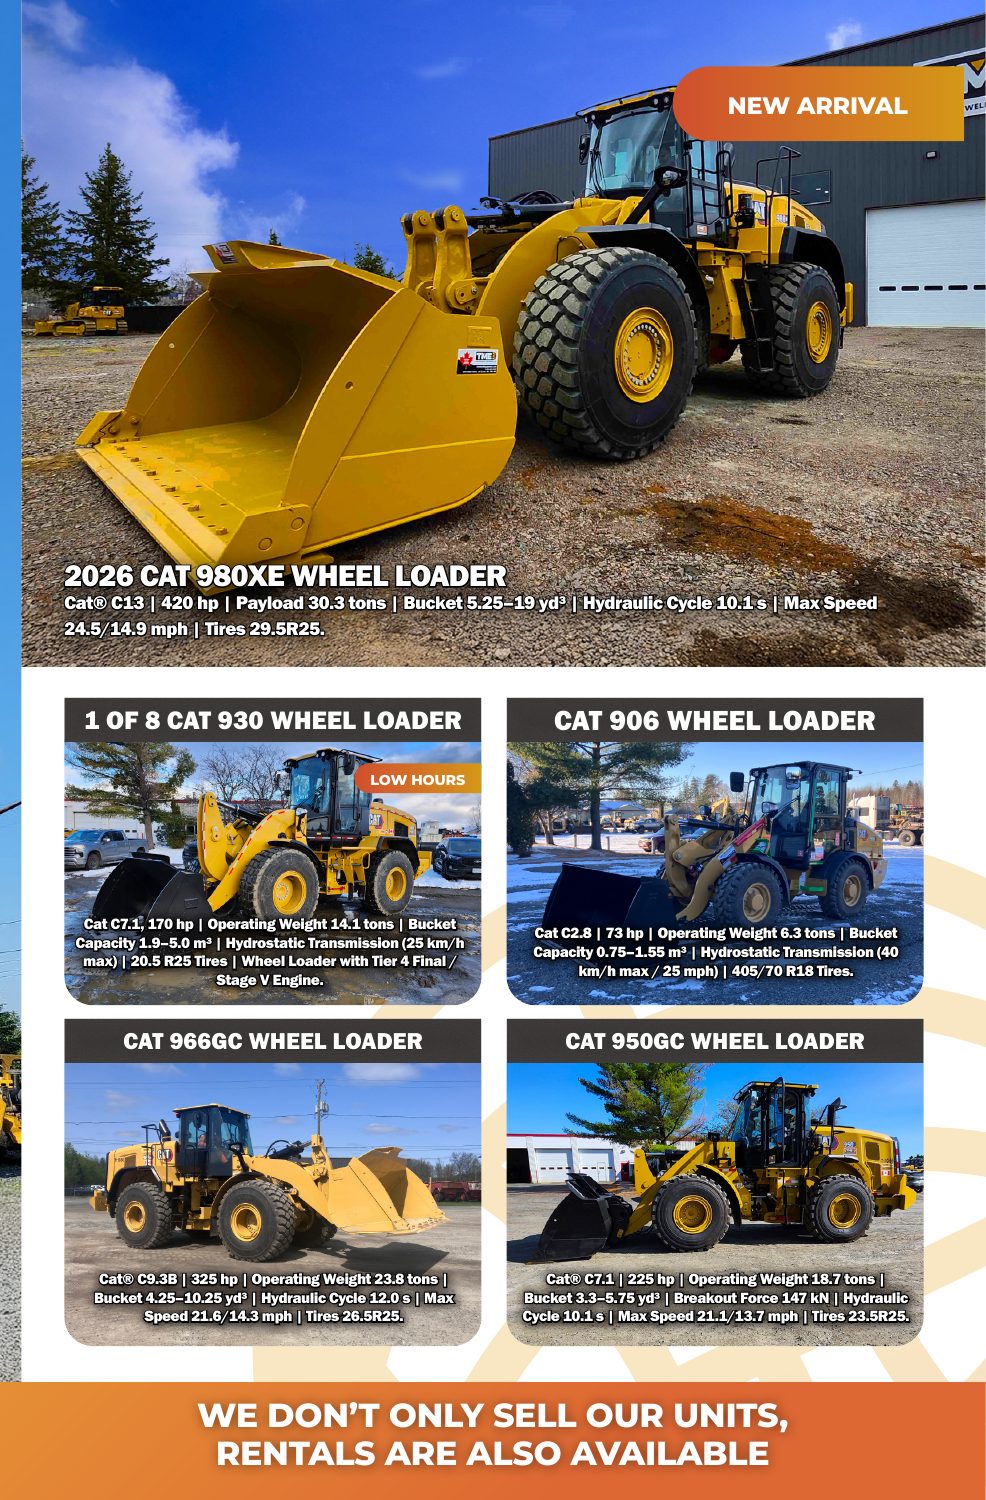 NEW ARRIVAL
WEL
TME
CAT
2026 CAT 980XE WHEEL LOADER
Cat® C13 | 420 hp | Payload 30.3 tons | Bucket 5.25–19 yd³ | Hydraulic Cycle 10.1 s | Max Speed
24.5/14.9 mph | Tires 29.5R25.
1 OF 8 CAT 930 WHEEL LOADER
LOW HOURS
CAT
Cat C7.1, 170 hp | Operating Weight 14.1 tons | Bucket
Capacity 1.9–5.0 m³ | Hydrostatic Transmission (25 km/h
max) | 20.5 R25 Tires | Wheel Loader with Tier 4 Final /
Stage V Engine.
CAT 906 WHEEL LOADER
Cat C2.8 | 73 hp | Operating Weight 6.3 tons | Bucket
Capacity 0.75–1.55 m³ | Hydrostatic Transmission (40
km/h max / 25 mph) | 405/70 R18 Tires.
CAT 966GC WHEEL LOADER
CAT
Cat® C9.3B | 325 hp | Operating Weight 23.8 tons |
Bucket 4.25–10.25 yd³ | Hydraulic Cycle 12.0 s | Max
Speed 21.6/14.3 mph | Tires 26.5R25.
CAT 950GC WHEEL LOADER
Cat® C7.1 | 225 hp | Operating Weight 18.7 tons |
Bucket 3.3–5.75 yd³ | Breakout Force 147 kN | Hydraulic
Cycle 10.1 s | Max Speed 21.1/13.7 mph | Tires 23.5R25.
WE DON’T ONLY SELL OUR UNITS,
RENTALS ARE ALSO AVAILABLE